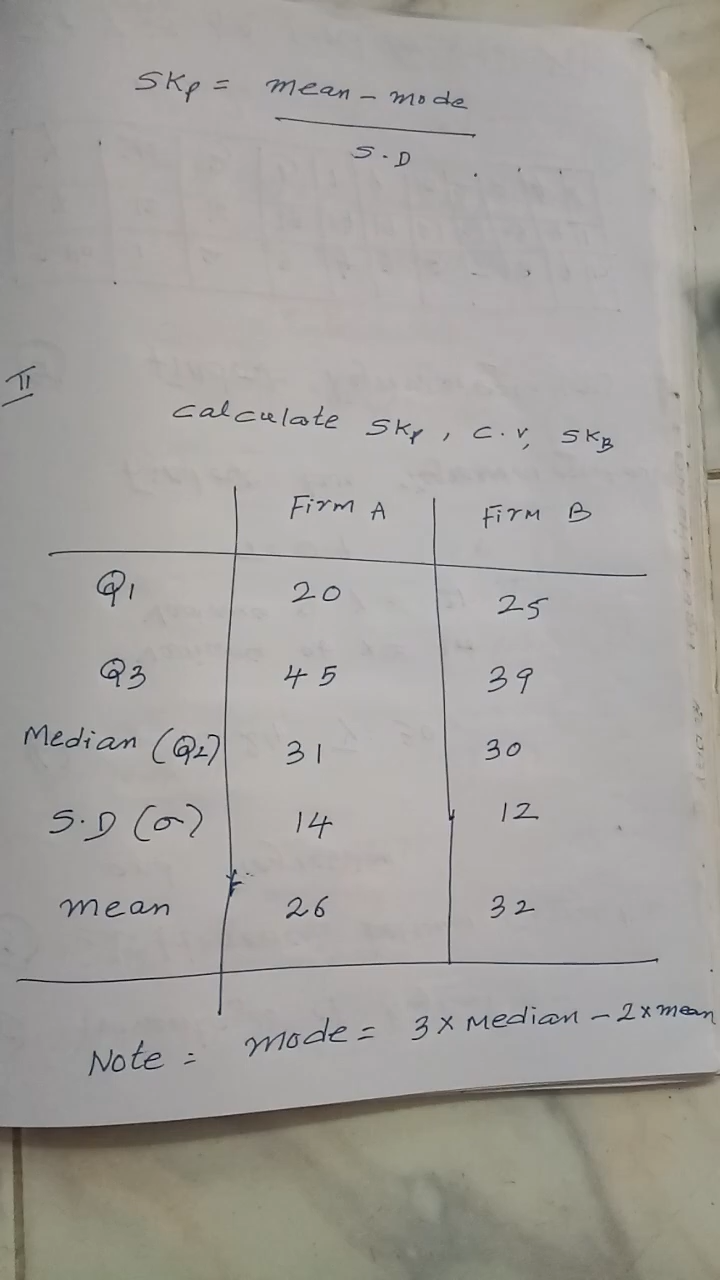 SKp = mean - mode
S.D
II
Calculate SKp, C.V, SKB
Firm A Firm B
Q1 20 25
Q3 45 39
Median (Q2) 31 30
S.D (σ) 14 12
mean 26 32
Note : mode = 3 x Median - 2 x mean